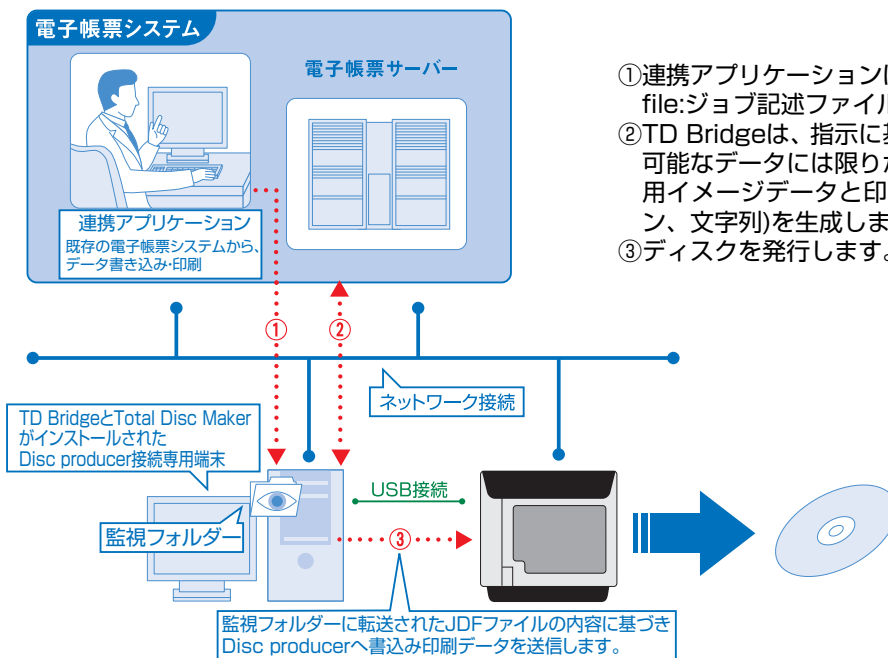 電子帳票システム
電子帳票サーバー
連携アプリケーション
既存の電子帳票システムから、
データ書き込み・印刷
①連携アプリケーションに
file:ジョブ記述ファイル
②TD Bridgeは、指示に基
可能なデータには限りが
用イメージデータと印
ン、文字列)を生成しま
③ディスクを発行します。
①
②
ネットワーク接続
TD BridgeとTotal Disc Maker
がインストールされた
Disc producer接続専用端末
監視フォルダー
USB接続
③
監視フォルダーに転送されたJDFファイルの内容に基づき
Disc producerへ書込み印刷データを送信します。